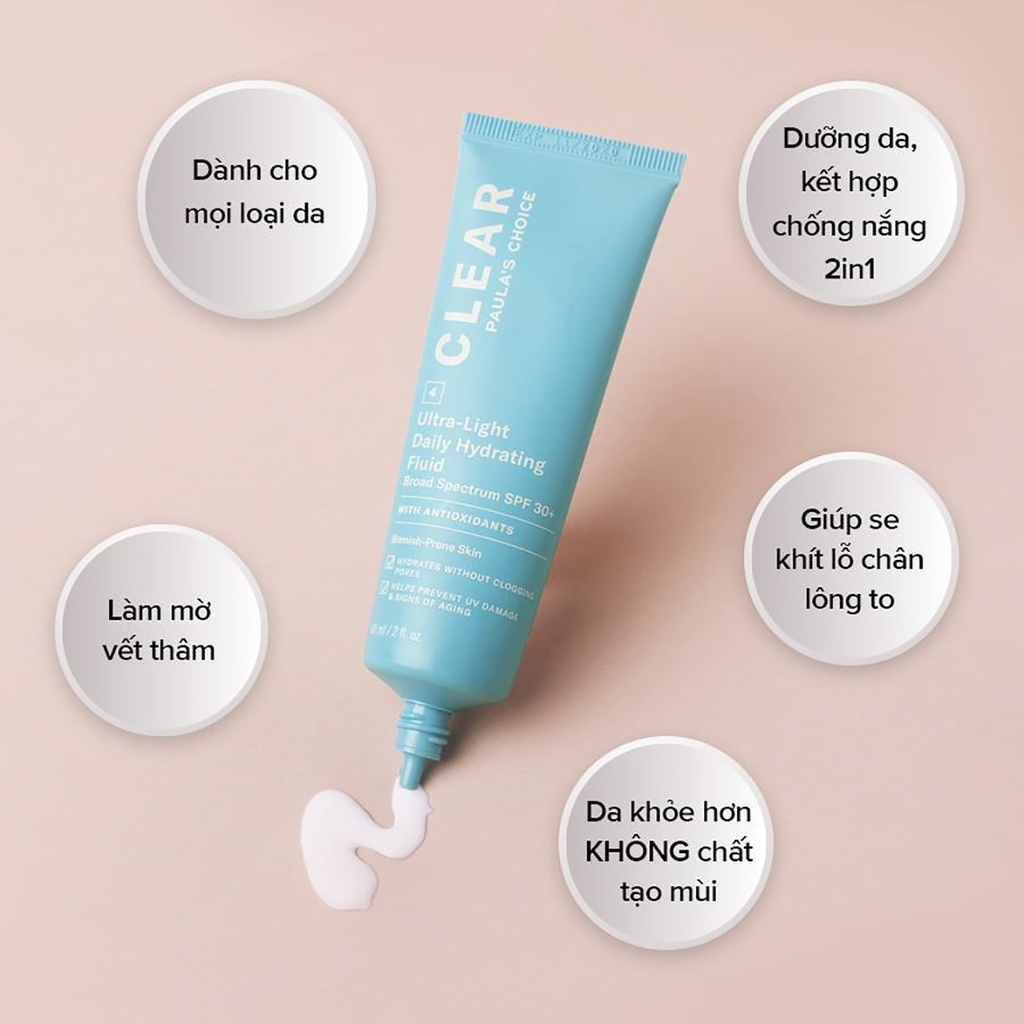 Dành cho
mọi loại da
Dưỡng da,
kết hợp
chống nắng
2in1
CLEAR
PAULA'S CHOICE
4
Ultra-Light
Daily Hydrating
Fluid
Broad Spectrum SPF 30+
WITH ANTIOXIDANTS
Blemish-Prone Skin
HYDRATES WITHOUT CLOGGING
PORES
HELPS PREVENT UV DAMAGE
& SIGNS OF AGING
60 ml/2 fl. oz.
Giúp se
khít lỗ chân
lông to
Làm mờ
vết thâm
Da khỏe hơn
KHÔNG chất
tạo mùi